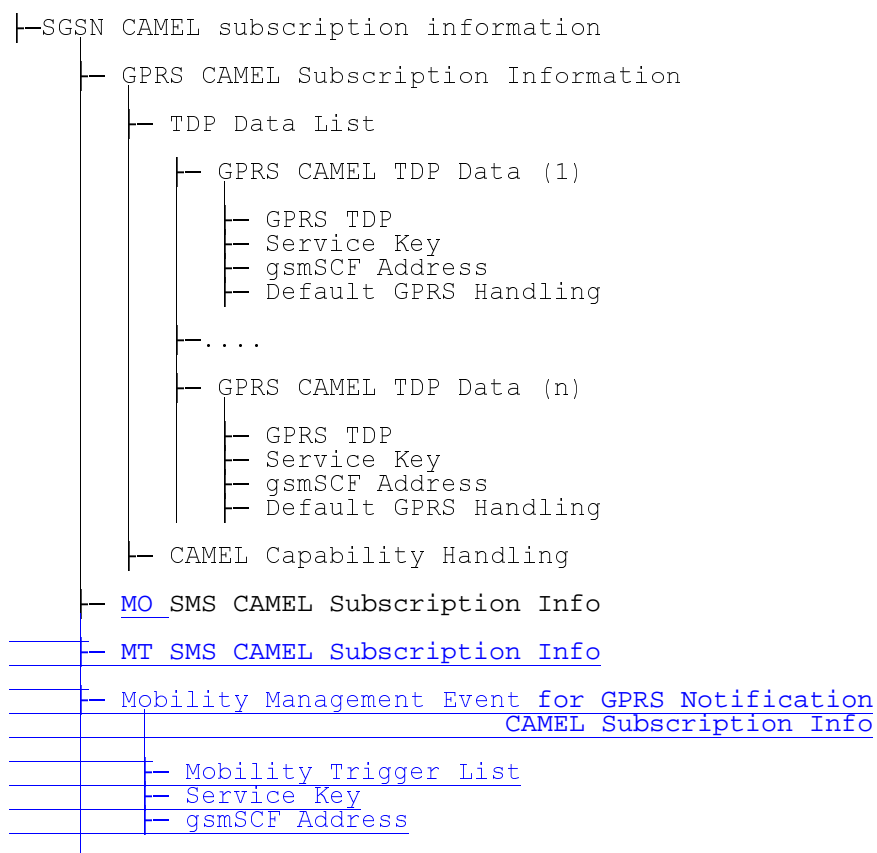 SGSN CAMEL subscription information
GPRS CAMEL Subscription Information
TDP Data List
GPRS CAMEL TDP Data (1)
GPRS TDP
Service Key
gsmSCF Address
Default GPRS Handling
....
GPRS CAMEL TDP Data (n)
GPRS TDP
Service Key
gsmSCF Address
Default GPRS Handling
CAMEL Capability Handling
MO SMS CAMEL Subscription Info
MT SMS CAMEL Subscription Info
Mobility Management Event for GPRS Notification
CAMEL Subscription Info
Mobility Trigger List
Service Key
gsmSCF Address